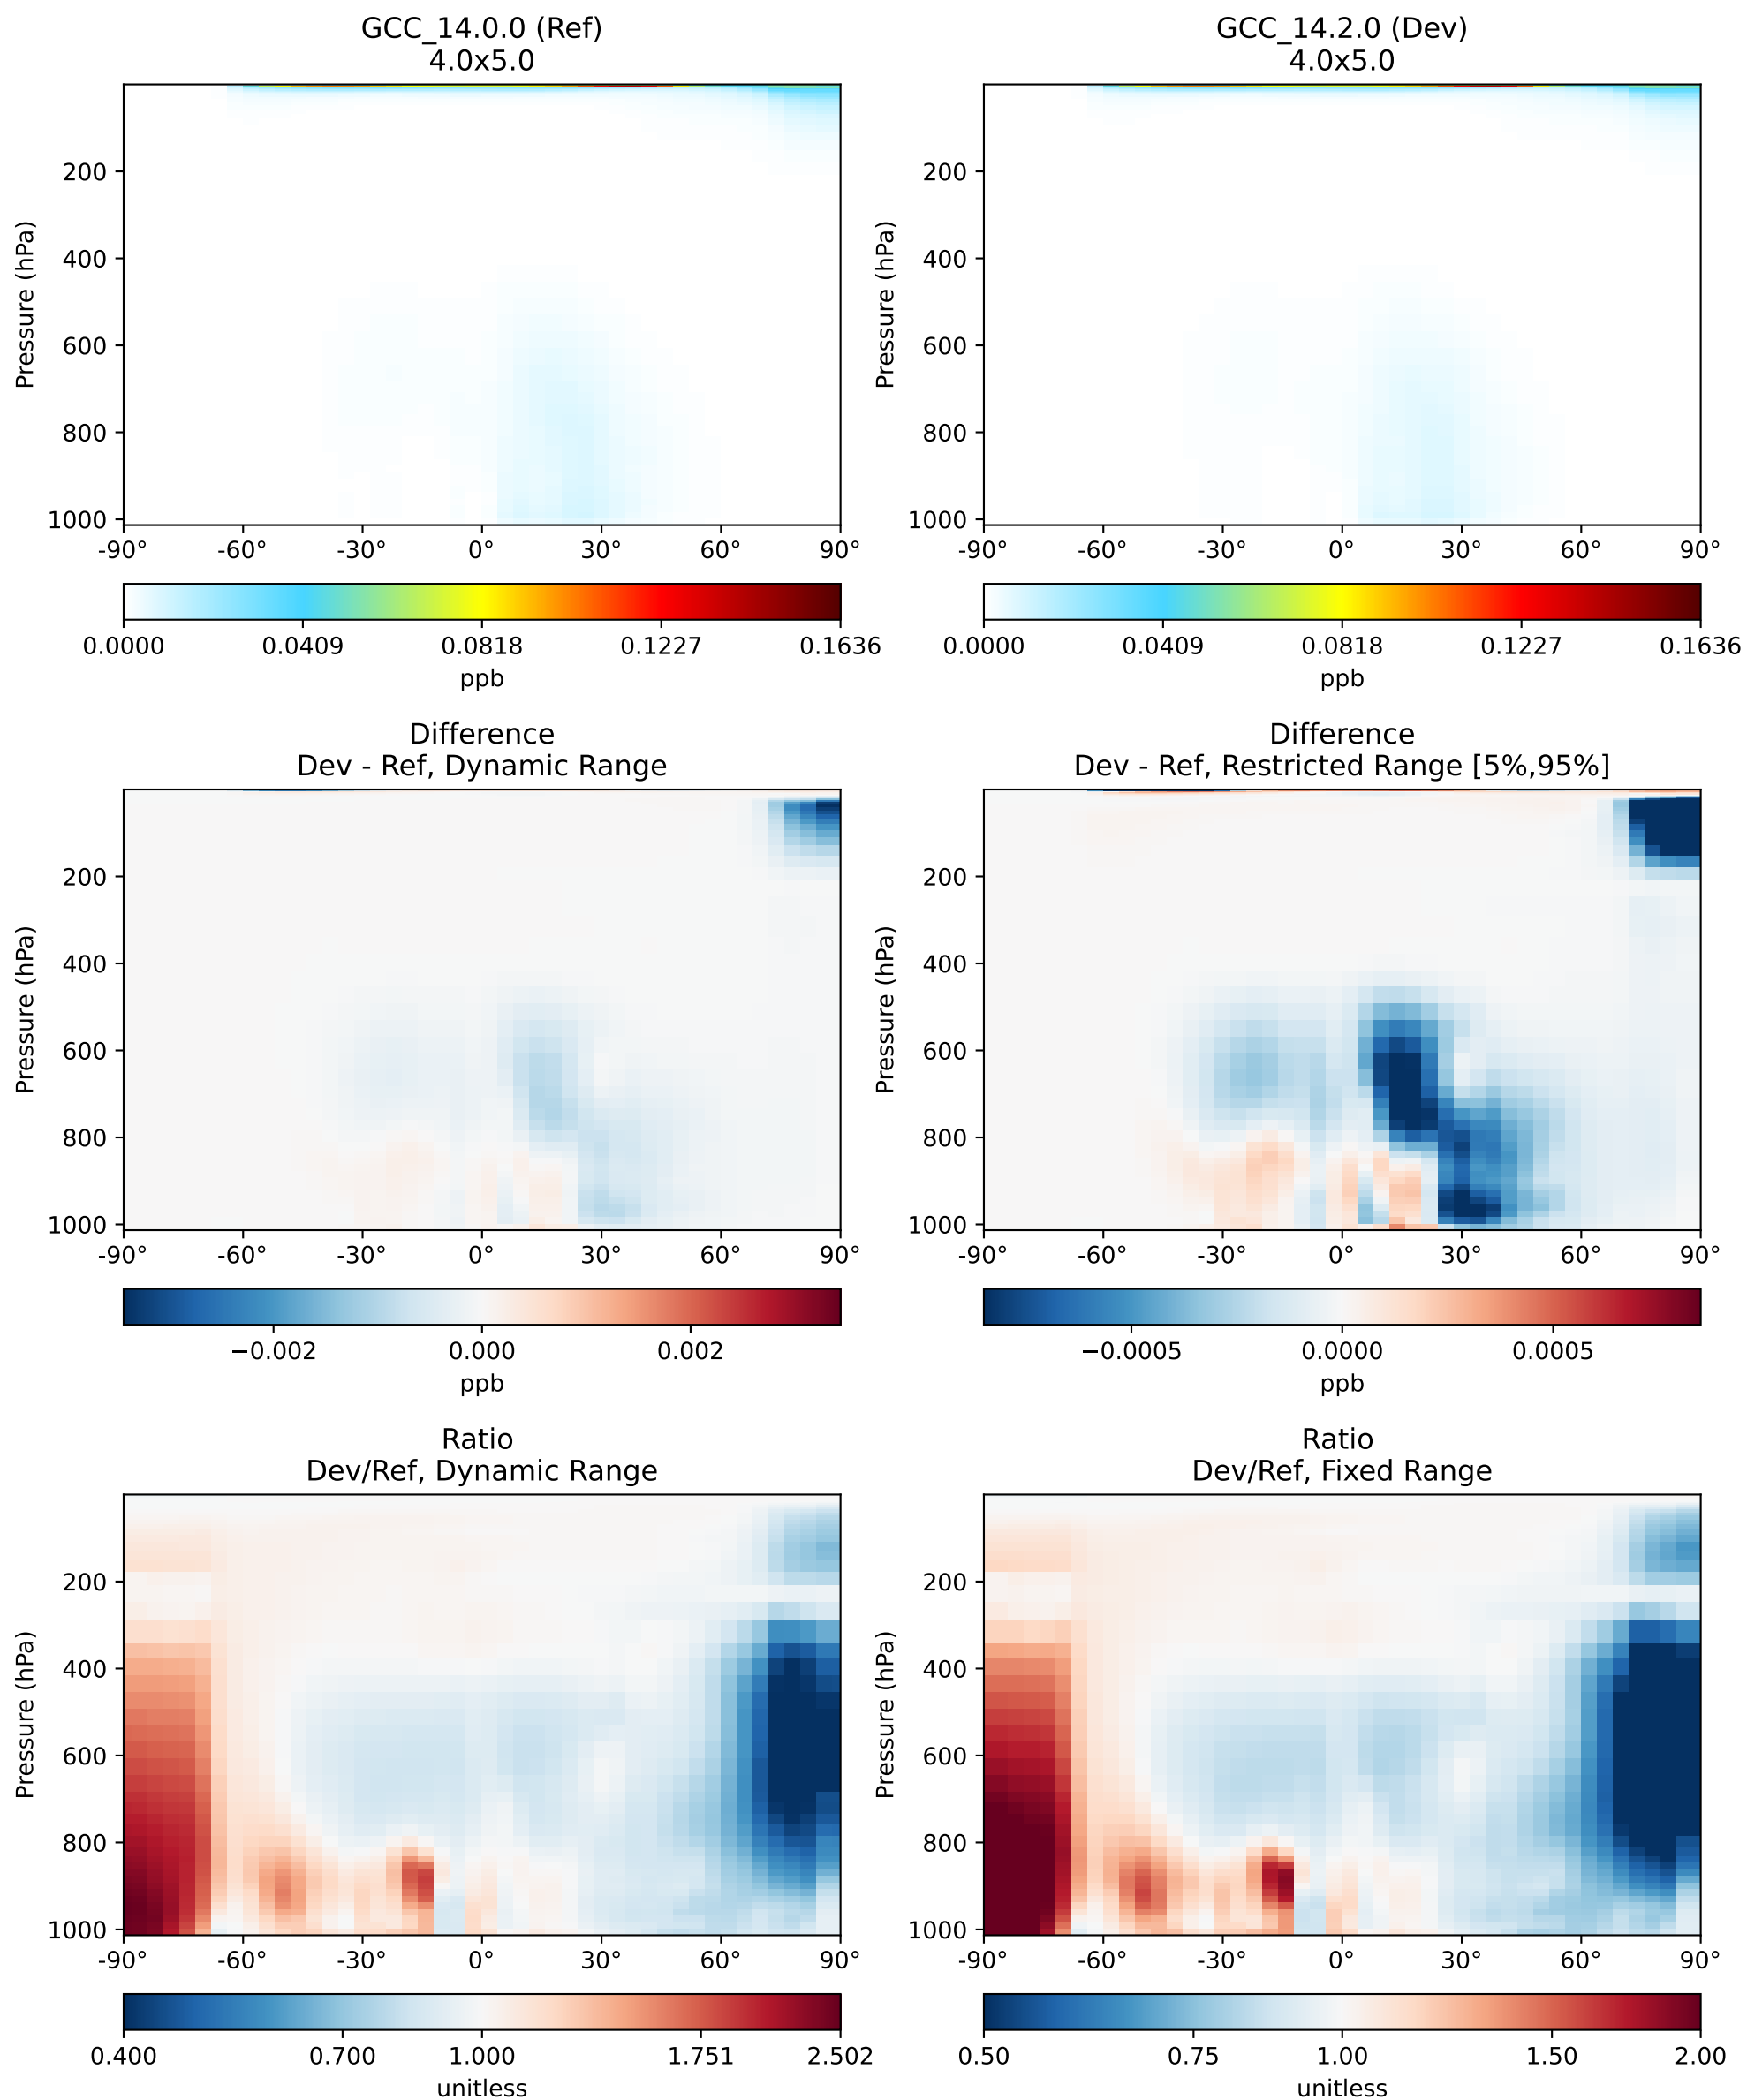 GCC_14.0.0 (Ref)
4.0x5.0
Pressure (hPa)
200
400
600
800
1000
-90° -60° -30° 0° 30° 60° 90°
0.0000 0.0409 0.0818 0.1227 0.1636
ppb
GCC_14.2.0 (Dev)
4.0x5.0
Pressure (hPa)
200
400
600
800
1000
-90° -60° -30° 0° 30° 60° 90°
0.0000 0.0409 0.0818 0.1227 0.1636
ppb
Difference
Dev - Ref, Dynamic Range
Pressure (hPa)
200
400
600
800
1000
-90° -60° -30° 0° 30° 60° 90°
−0.002 0.000 0.002
ppb
Difference
Dev - Ref, Restricted Range [5%,95%]
Pressure (hPa)
200
400
600
800
1000
-90° -60° -30° 0° 30° 60° 90°
−0.0005 0.0000 0.0005
ppb
Ratio
Dev/Ref, Dynamic Range
Pressure (hPa)
200
400
600
800
1000
-90° -60° -30° 0° 30° 60° 90°
0.400 0.700 1.000 1.751 2.502
unitless
Ratio
Dev/Ref, Fixed Range
Pressure (hPa)
200
400
600
800
1000
-90° -60° -30° 0° 30° 60° 90°
0.50 0.75 1.00 1.50 2.00
unitless